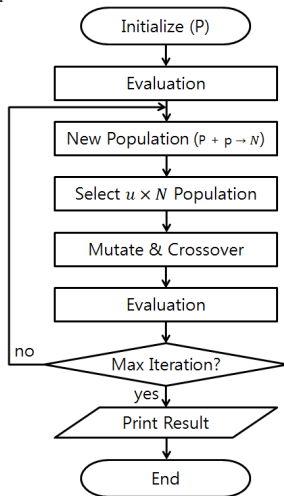 Initialize (P)
Evaluation
New Population (P + p → N)
Select u × N Population
Mutate & Crossover
Evaluation
no
Max Iteration?
yes
Print Result
End